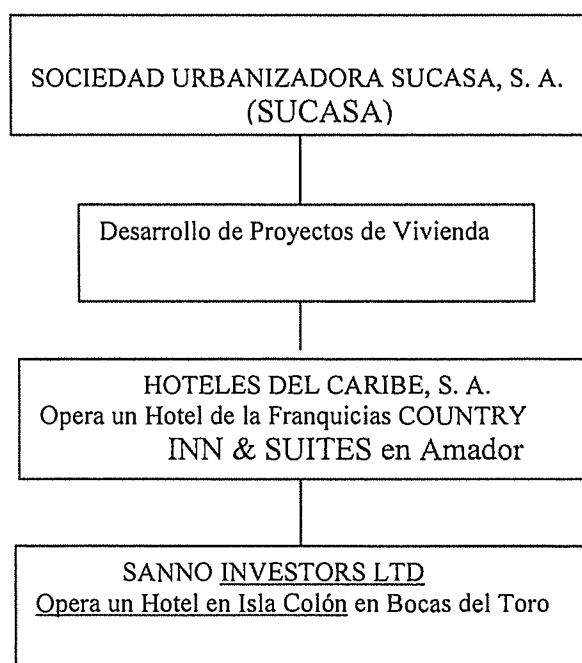 SOCIEDAD URBANIZADORA SUCASA, S. A.
(SUCASA)
Desarrollo de Proyectos de Vivienda
HOTELES DEL CARIBE, S. A.
Opera un Hotel de la Franquicias COUNTRY
INN & SUITES en Amador
SANNO INVESTORS LTD
Opera un Hotel en Isla Colón en Bocas del Toro